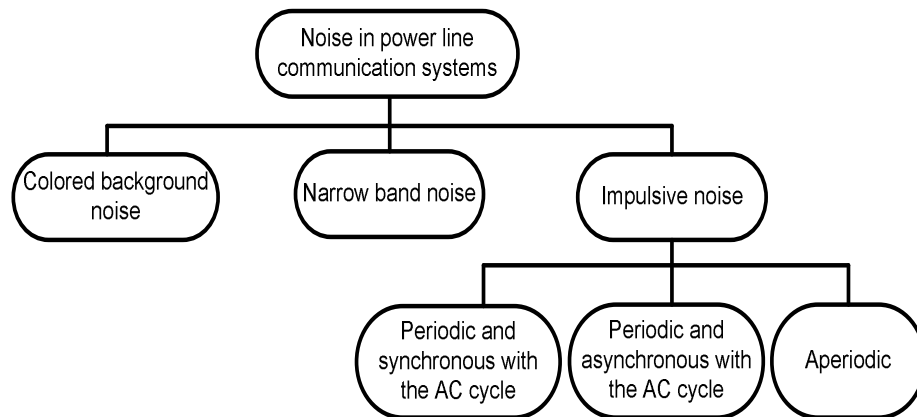 Noise in power line
communication systems
Colored background
noise
Narrow band noise
Impulsive noise
Periodic and
synchronous with
the AC cycle
Periodic and
asynchronous with
the AC cycle
Aperiodic